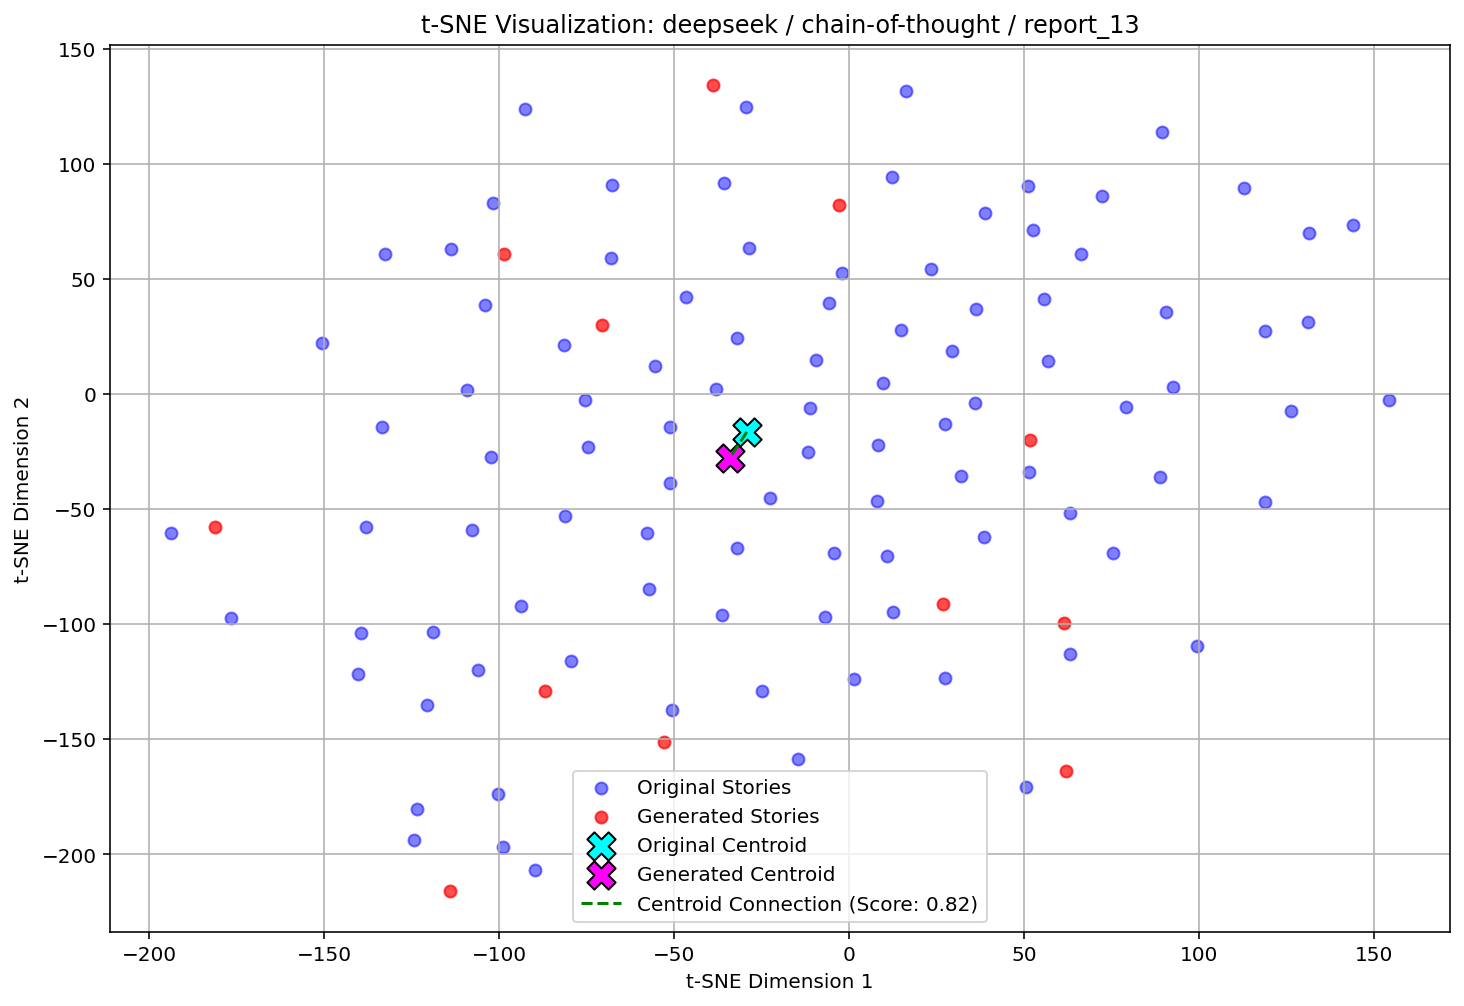 t-SNE Visualization: deepseek / chain-of-thought / report_13
150
100
50
0
−50
−100
−150
−200
t-SNE Dimension 2
Original Stories
Generated Stories
Original Centroid
Generated Centroid
Centroid Connection (Score: 0.82)
−200 −150 −100 −50 0 50 100 150
t-SNE Dimension 1